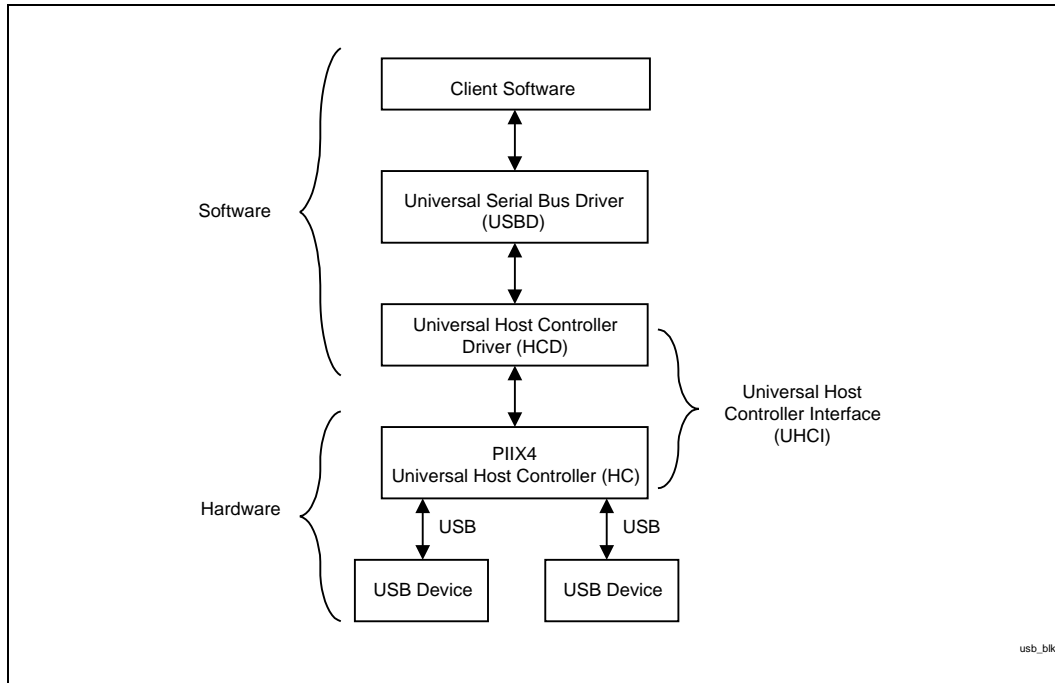 Client Software
Universal Serial Bus Driver
(USBD)
Software
Universal Host Controller
Driver (HCD)
Universal Host
Controller Interface
(UHCI)
PIIX4
Universal Host Controller (HC)
Hardware
USB
USB
USB Device
USB Device
usb_blk